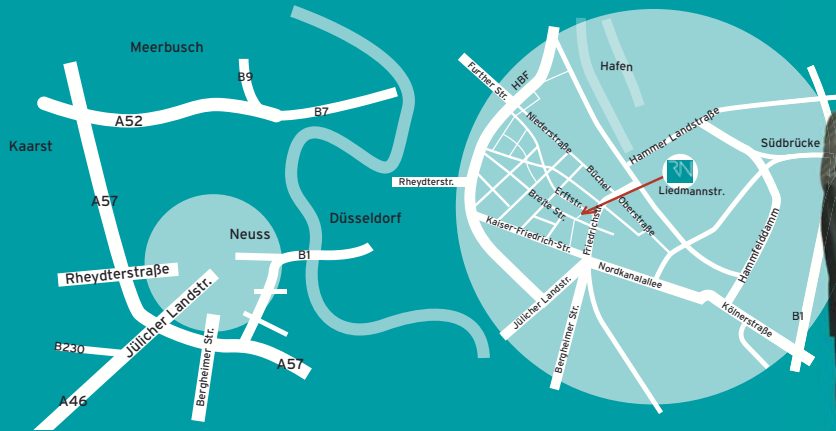 Meerbusch
B9
B7
A52
Kaarst
A57
Düsseldorf
Neuss
B1
Rheydterstraße
Jülicher Landstr.
B230
Bergheimer Str.
A57
A46
Hafen
HBF
Further Str.
Niederstraße
Hammer Landstraße
Südbrücke
Rheydterstr.
Büchel
RN
Liedmannstr.
Erftstr.
Breite Str.
Oberstraße
Friedrichstr.
Kaiser-Friedrich-Str.
Hammfelddamm
Nordkanalallee
Jülicher Landstr.
Bergheimer Str.
Kölnerstraße
B1